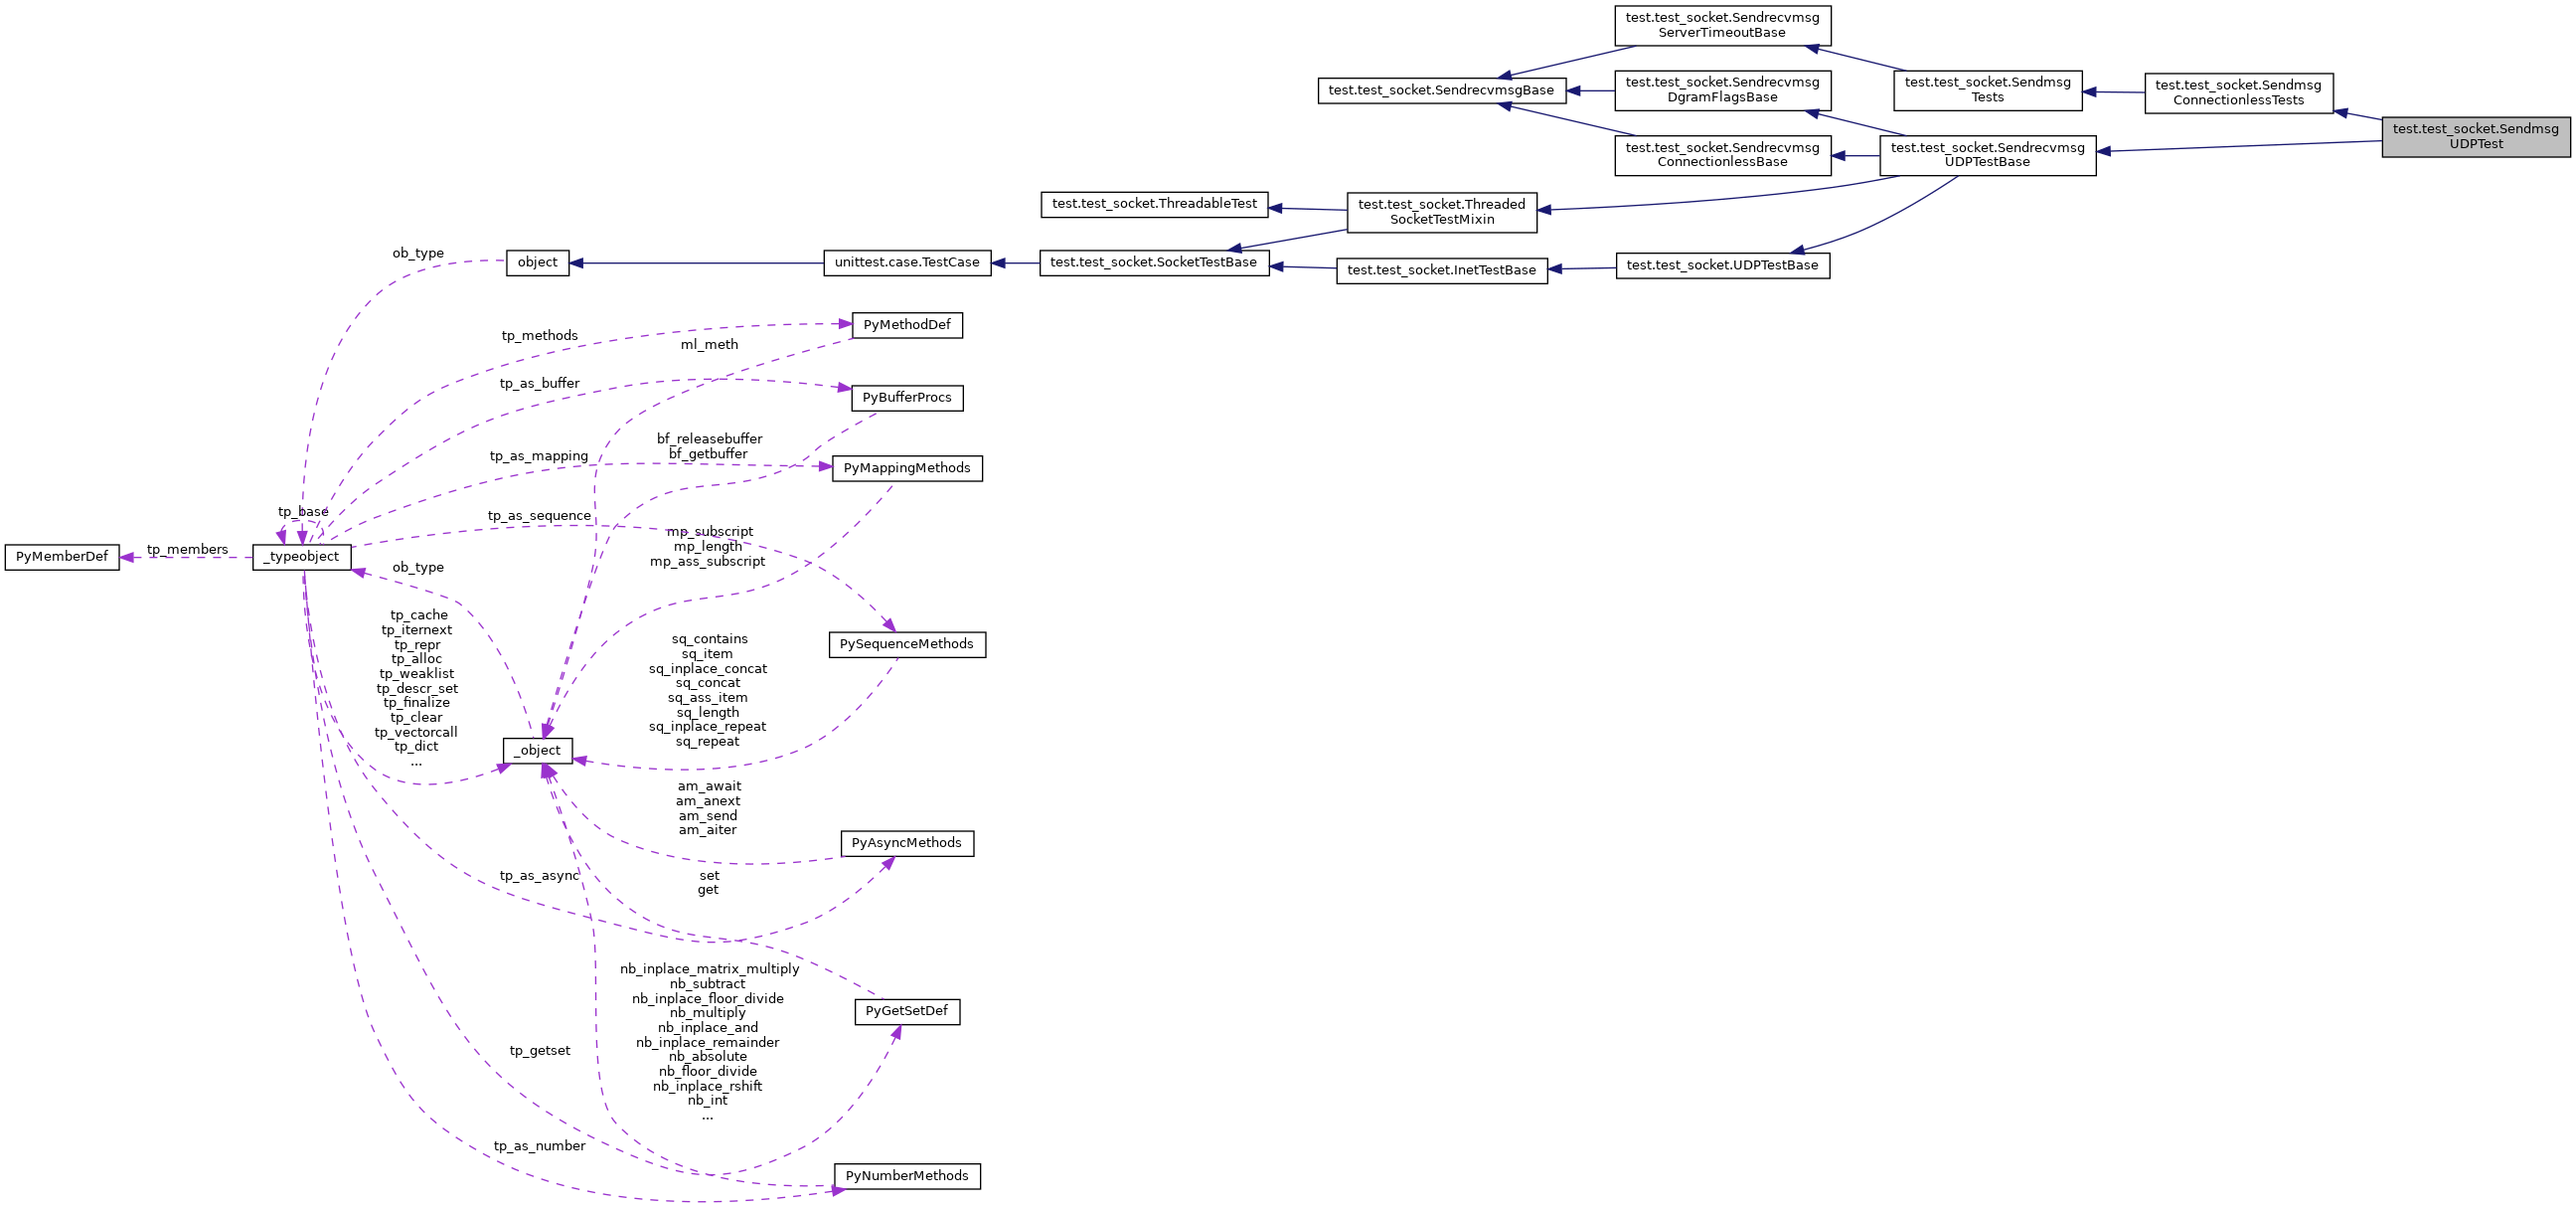 test.test_socket.Sendrecvmsg
ServerTimeoutBase
test.test_socket.SendrecvmsgBase
test.test_socket.Sendrecvmsg
DgramFlagsBase
test.test_socket.Sendmsg
Tests
test.test_socket.Sendmsg
ConnectionlessTests
test.test_socket.Sendmsg
UDPTest
test.test_socket.Sendrecvmsg
ConnectionlessBase
test.test_socket.Sendrecvmsg
UDPTestBase
test.test_socket.ThreadableTest
test.test_socket.Threaded
SocketTestMixin
ob_type
object
unittest.case.TestCase
test.test_socket.SocketTestBase
test.test_socket.InetTestBase
test.test_socket.UDPTestBase
tp_methods
ml_meth
PyMethodDef
tp_as_buffer
PyBufferProcs
bf_releasebuffer
bf_getbuffer
tp_as_mapping
PyMappingMethods
tp_base
tp_as_sequence
mp_subscript
mp_length
mp_ass_subscript
PyMemberDef
tp_members
_typeobject
ob_type
tp_cache
tp_iternext
tp_repr
tp_alloc
tp_weaklist
tp_descr_set
tp_finalize
tp_clear
tp_vectorcall
tp_dict
...
sq_contains
sq_item
sq_inplace_concat
sq_concat
sq_ass_item
sq_length
sq_inplace_repeat
sq_repeat
PySequenceMethods
_object
am_await
am_anext
am_send
am_aiter
PyAsyncMethods
tp_as_async
set
get
nb_inplace_matrix_multiply
nb_subtract
nb_inplace_floor_divide
nb_multiply
nb_inplace_and
nb_inplace_remainder
nb_absolute
nb_floor_divide
nb_inplace_rshift
nb_int
...
PyGetSetDef
tp_getset
tp_as_number
PyNumberMethods